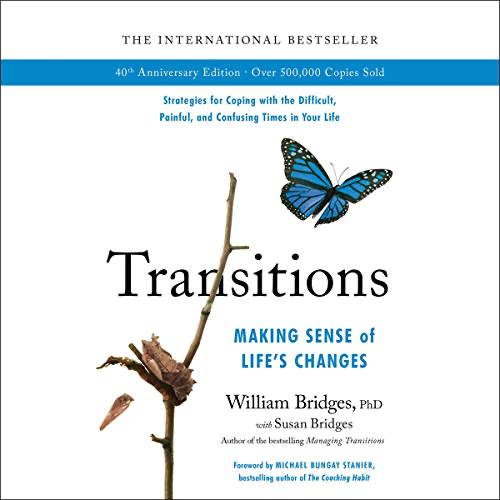 THE INTERNATIONAL BESTSELLER
40th Anniversary Edition · Over 500,000 Copies Sold
Strategies for Coping with the Difficult,
Painful, and Confusing Times in Your Life
Transitions
MAKING SENSE of
LIFE'S CHANGES
William Bridges, PhD
with Susan Bridges
Author of the bestselling Managing Transitions
Foreword by MICHAEL BUNGAY STANIER,
bestselling author of The Coaching Habit